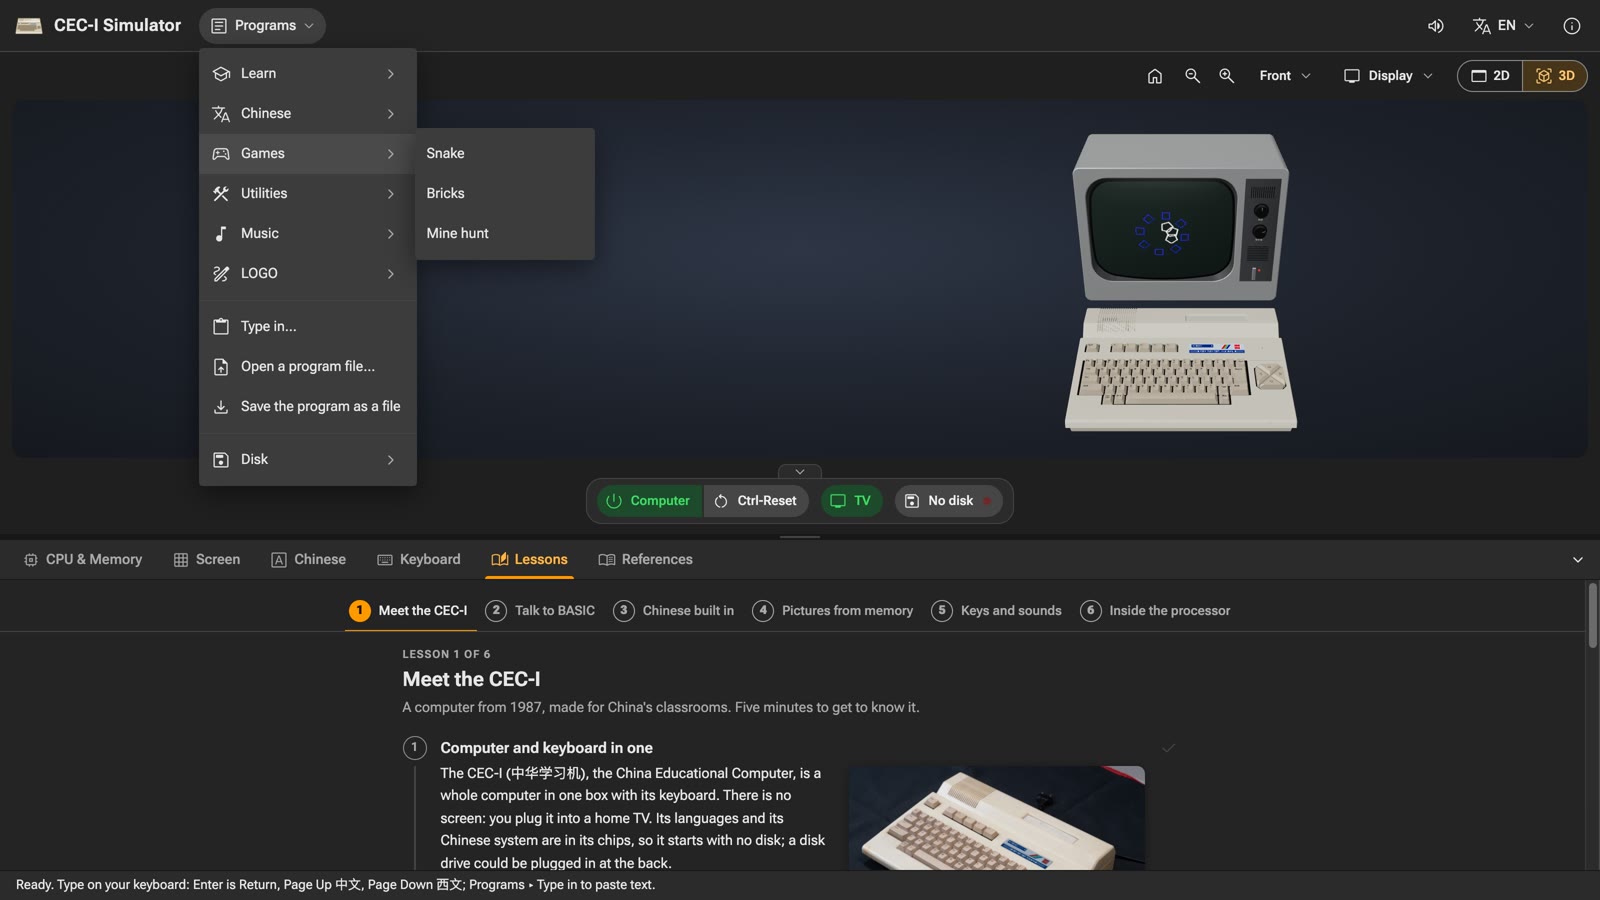 CEC-I Simulator
Programs
EN
Learn
Chinese
Games
Utilities
Music
LOGO
Type in...
Open a program file...
Save the program as a file
Disk
Snake
Bricks
Mine hunt
Front
Display
2D
3D
Computer
Ctrl-Reset
TV
No disk
CPU & Memory
Screen
Chinese
Keyboard
Lessons
References
1 Meet the CEC-I
2 Talk to BASIC
3 Chinese built in
4 Pictures from memory
5 Keys and sounds
6 Inside the processor
LESSON 1 OF 6
Meet the CEC-I
A computer from 1987, made for China's classrooms. Five minutes to get to know it.
1 Computer and keyboard in one
The CEC-I (中华学习机), the China Educational Computer, is a
whole computer in one box with its keyboard. There is no
screen: you plug it into a home TV. Its languages and its
Chinese system are in its chips, so it starts with no disk; a disk
drive could be plugged in at the back.
Ready. Type on your keyboard: Enter is Return, Page Up 中文, Page Down 西文; Programs ▸ Type in to paste text.